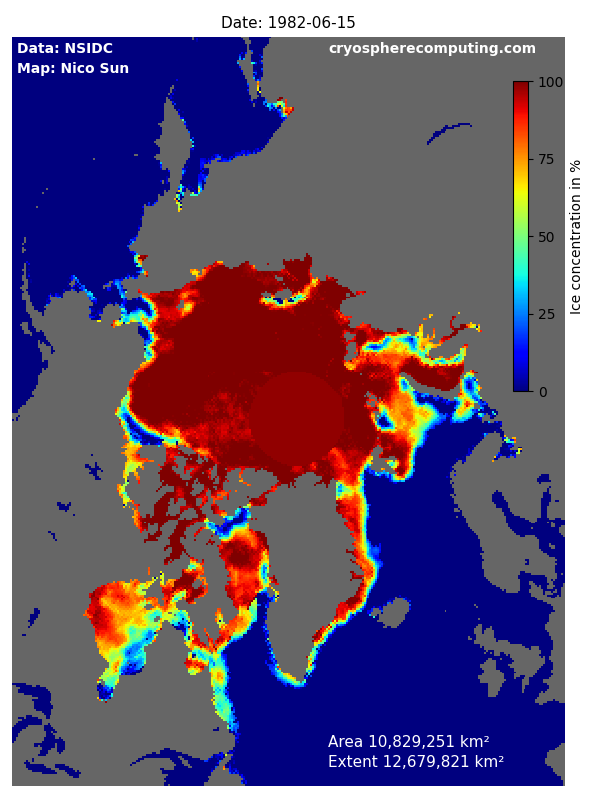 Date: 1982-06-15
Data: NSIDC
Map: Nico Sun
cryospherecomputing.com
100
75
50
25
0
Ice concentration in %
Area 10,829,251 km²
Extent 12,679,821 km²